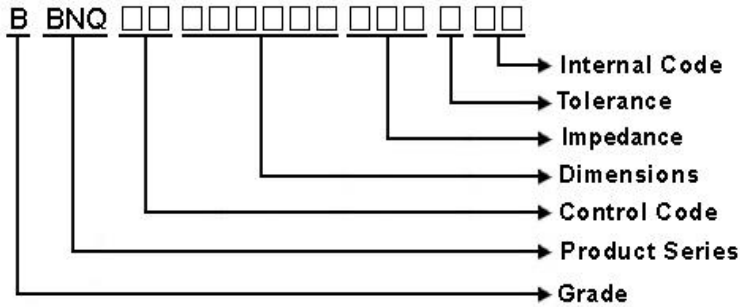 B BNQ □□ □□□□□□ □□□ □ □□
Internal Code
Tolerance
Impedance
Dimensions
Control Code
Product Series
Grade